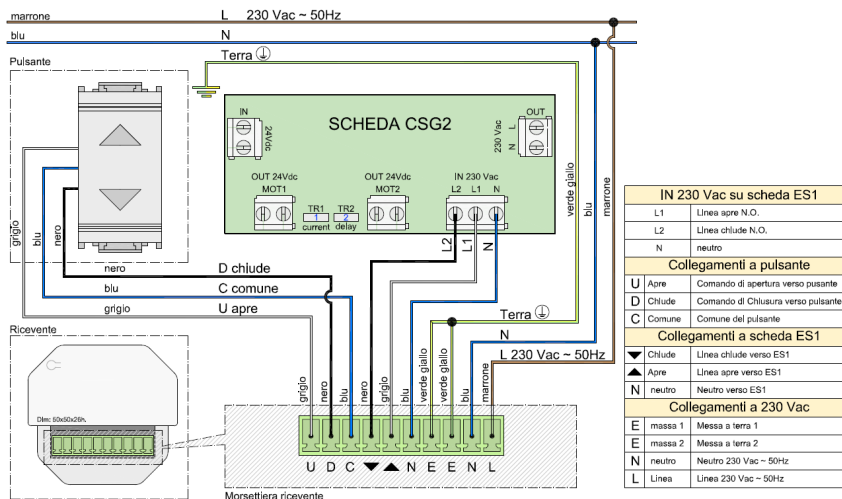 marrone
L 230 Vac ~ 50Hz
blu
N
Terra
Pulsante
IN
24Vdc
SCHEDA CSG2
OUT
230 Vac
L
N
OUT 24Vdc
MOT1
TR1
1
current
TR2
2
delay
OUT 24Vdc
MOT2
IN 230 Vac
L2 L1 N
verde giallo
blu
marrone
grigio
blu
nero
L2
L1
N
nero
D chiude
blu
C comune
grigio
U apre
Terra
N
L 230 Vac ~ 50Hz
Ricevente
Dim: 50x50x26h.
grigio
nero
blu
nero
grigio
blu
verde giallo
verde giallo
blu
marrone
U D C ▼ ▲ N E E N L
Morsettiera ricevente
IN 230 Vac su scheda ES1
L1 Linea apre N.O.
L2 Linea chiude N.O.
N neutro
Collegamenti a pulsante
U Apre Comando di apertura verso pusante
D Chiude Comando di Chiusura verso pulsante
C Comune Comune del pulsante
Collegamenti a scheda ES1
▼ Chiude Linea chiude verso ES1
▲ Apre Linea apre verso ES1
N neutro Neutro verso ES1
Collegamenti a 230 Vac
E massa 1 Messa a terra 1
E massa 2 Messa a terra 2
N neutro Neutro 230 Vac ~ 50Hz
L Linea Linea 230 Vac ~ 50Hz